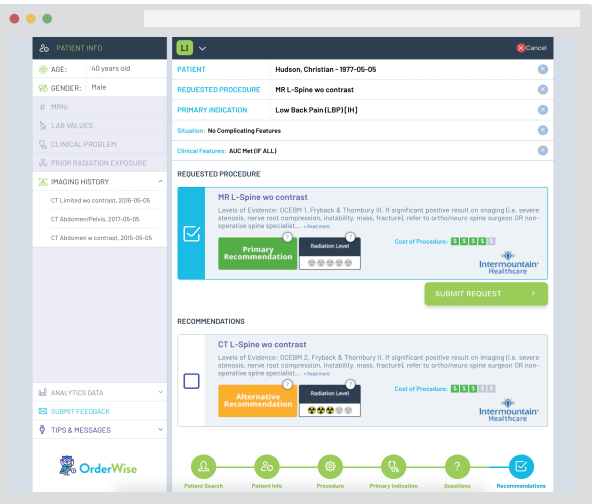 PATIENT INFO
AGE: 40 years old
GENDER: Male
MRN:
LAB VALUES
CLINICAL PROBLEM
PRIOR RADIATION EXPOSURE
IMAGING HISTORY
CT Limited wo contrast, 2016-05-05
CT Abdomen/Pelvis, 2017-05-05
CT Abdomen w contrast, 2015-05-05
ANALYTICS DATA
SUBMIT FEEDBACK
TIPS & MESSAGES
OrderWise
LI
Cancel
PATIENT Hudson, Christian - 1977-05-05
REQUESTED PROCEDURE MR L-Spine wo contrast
PRIMARY INDICATION Low Back Pain (LBP) [IH]
Situation: No Complicating Features
Clinical Features: AUC Met (IF ALL)
REQUESTED PROCEDURE
MR L-Spine wo contrast
Levels of Evidence: OCEBM 1, Fryback & Thornbury III. If significant positive result on imaging (i.e. severe
stenosis, nerve root compression, instability, mass, fracture), refer to ortho/neuro spine surgeon OR non-
operative spine specialist... » Read more
Primary
Recommendation
?
Radiation Level
?
Cost of Procedure: $ $ $ $ $
Intermountain
Healthcare
SUBMIT REQUEST >
RECOMMENDATIONS
CT L-Spine wo contrast
Levels of Evidence: OCEBM 2, Fryback & Thornbury II. If significant positive result on imaging (i.e. severe
stenosis, nerve root compression, instability, mass, fracture), refer to ortho/neuro spine surgeon OR non-
operative spine specialist... » Read more
Alternative
Recommendation
?
Radiation Level
?
Cost of Procedure: $ $ $ $ $
Intermountain
Healthcare
?
Patient Search
Patient Info
Procedure
Primary Indication
Questions
Recommendations